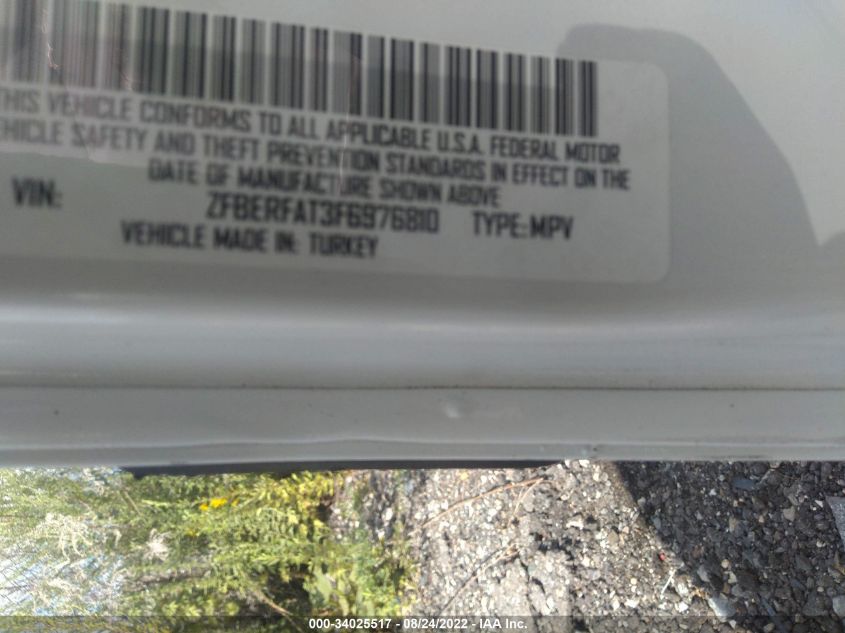 THIS VEHICLE CONFORMS TO ALL APPLICABLE U.S.A. FEDERAL MOTOR
VEHICLE SAFETY AND THEFT PREVENTION STANDARDS IN EFFECT ON THE
DATE OF MANUFACTURE SHOWN ABOVE
VIN: ZFBERFAT3F6976810 TYPE:MPV
VEHICLE MADE IN: TURKEY
000-34025517 - 08/24/2022 - IAA Inc.